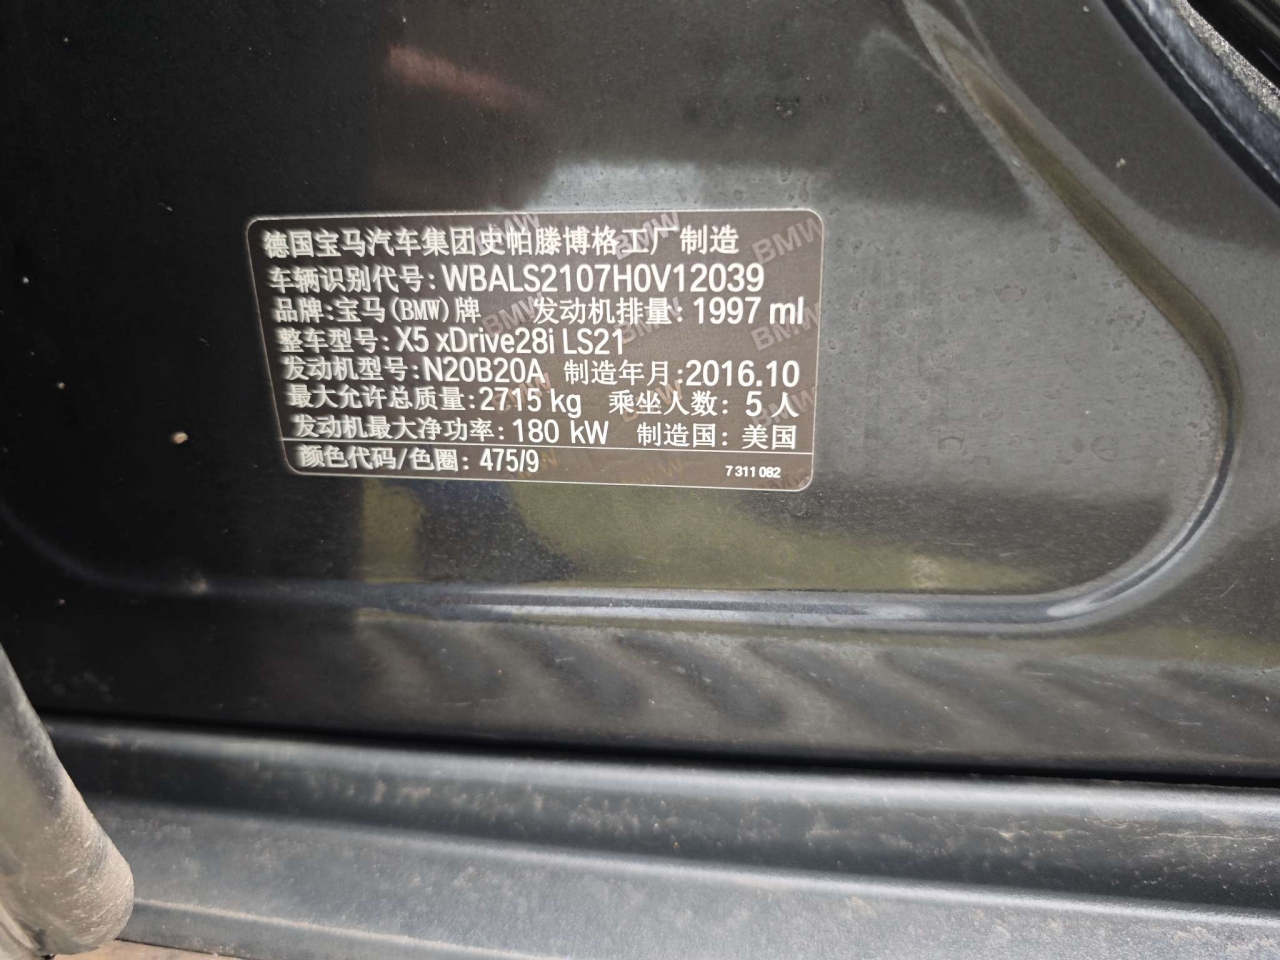 德国宝马汽车集团史帕滕博格工厂制造
车辆识别代号:WBALS2107H0V12039
品牌:宝马(BMW)牌 发动机排量:1997 ml
整车型号:X5 xDrive28i LS21
发动机型号:N20B20A 制造年月:2016.10
最大允许总质量:2715 kg 乘坐人数: 5 人
发动机最大净功率:180 kW 制造国:美国
颜色代码/色圈: 475/9 7 311 082